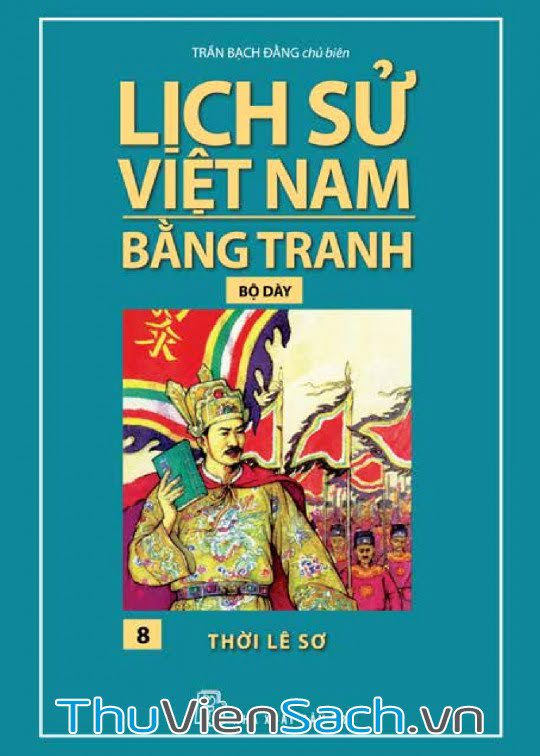 TRẦN BẠCH ĐẰNG chủ biên
LỊCH SỬ
VIỆT NAM
BẰNG TRANH
BỘ DÀY
8
THỜI LÊ SƠ
ThuVienSach.vn